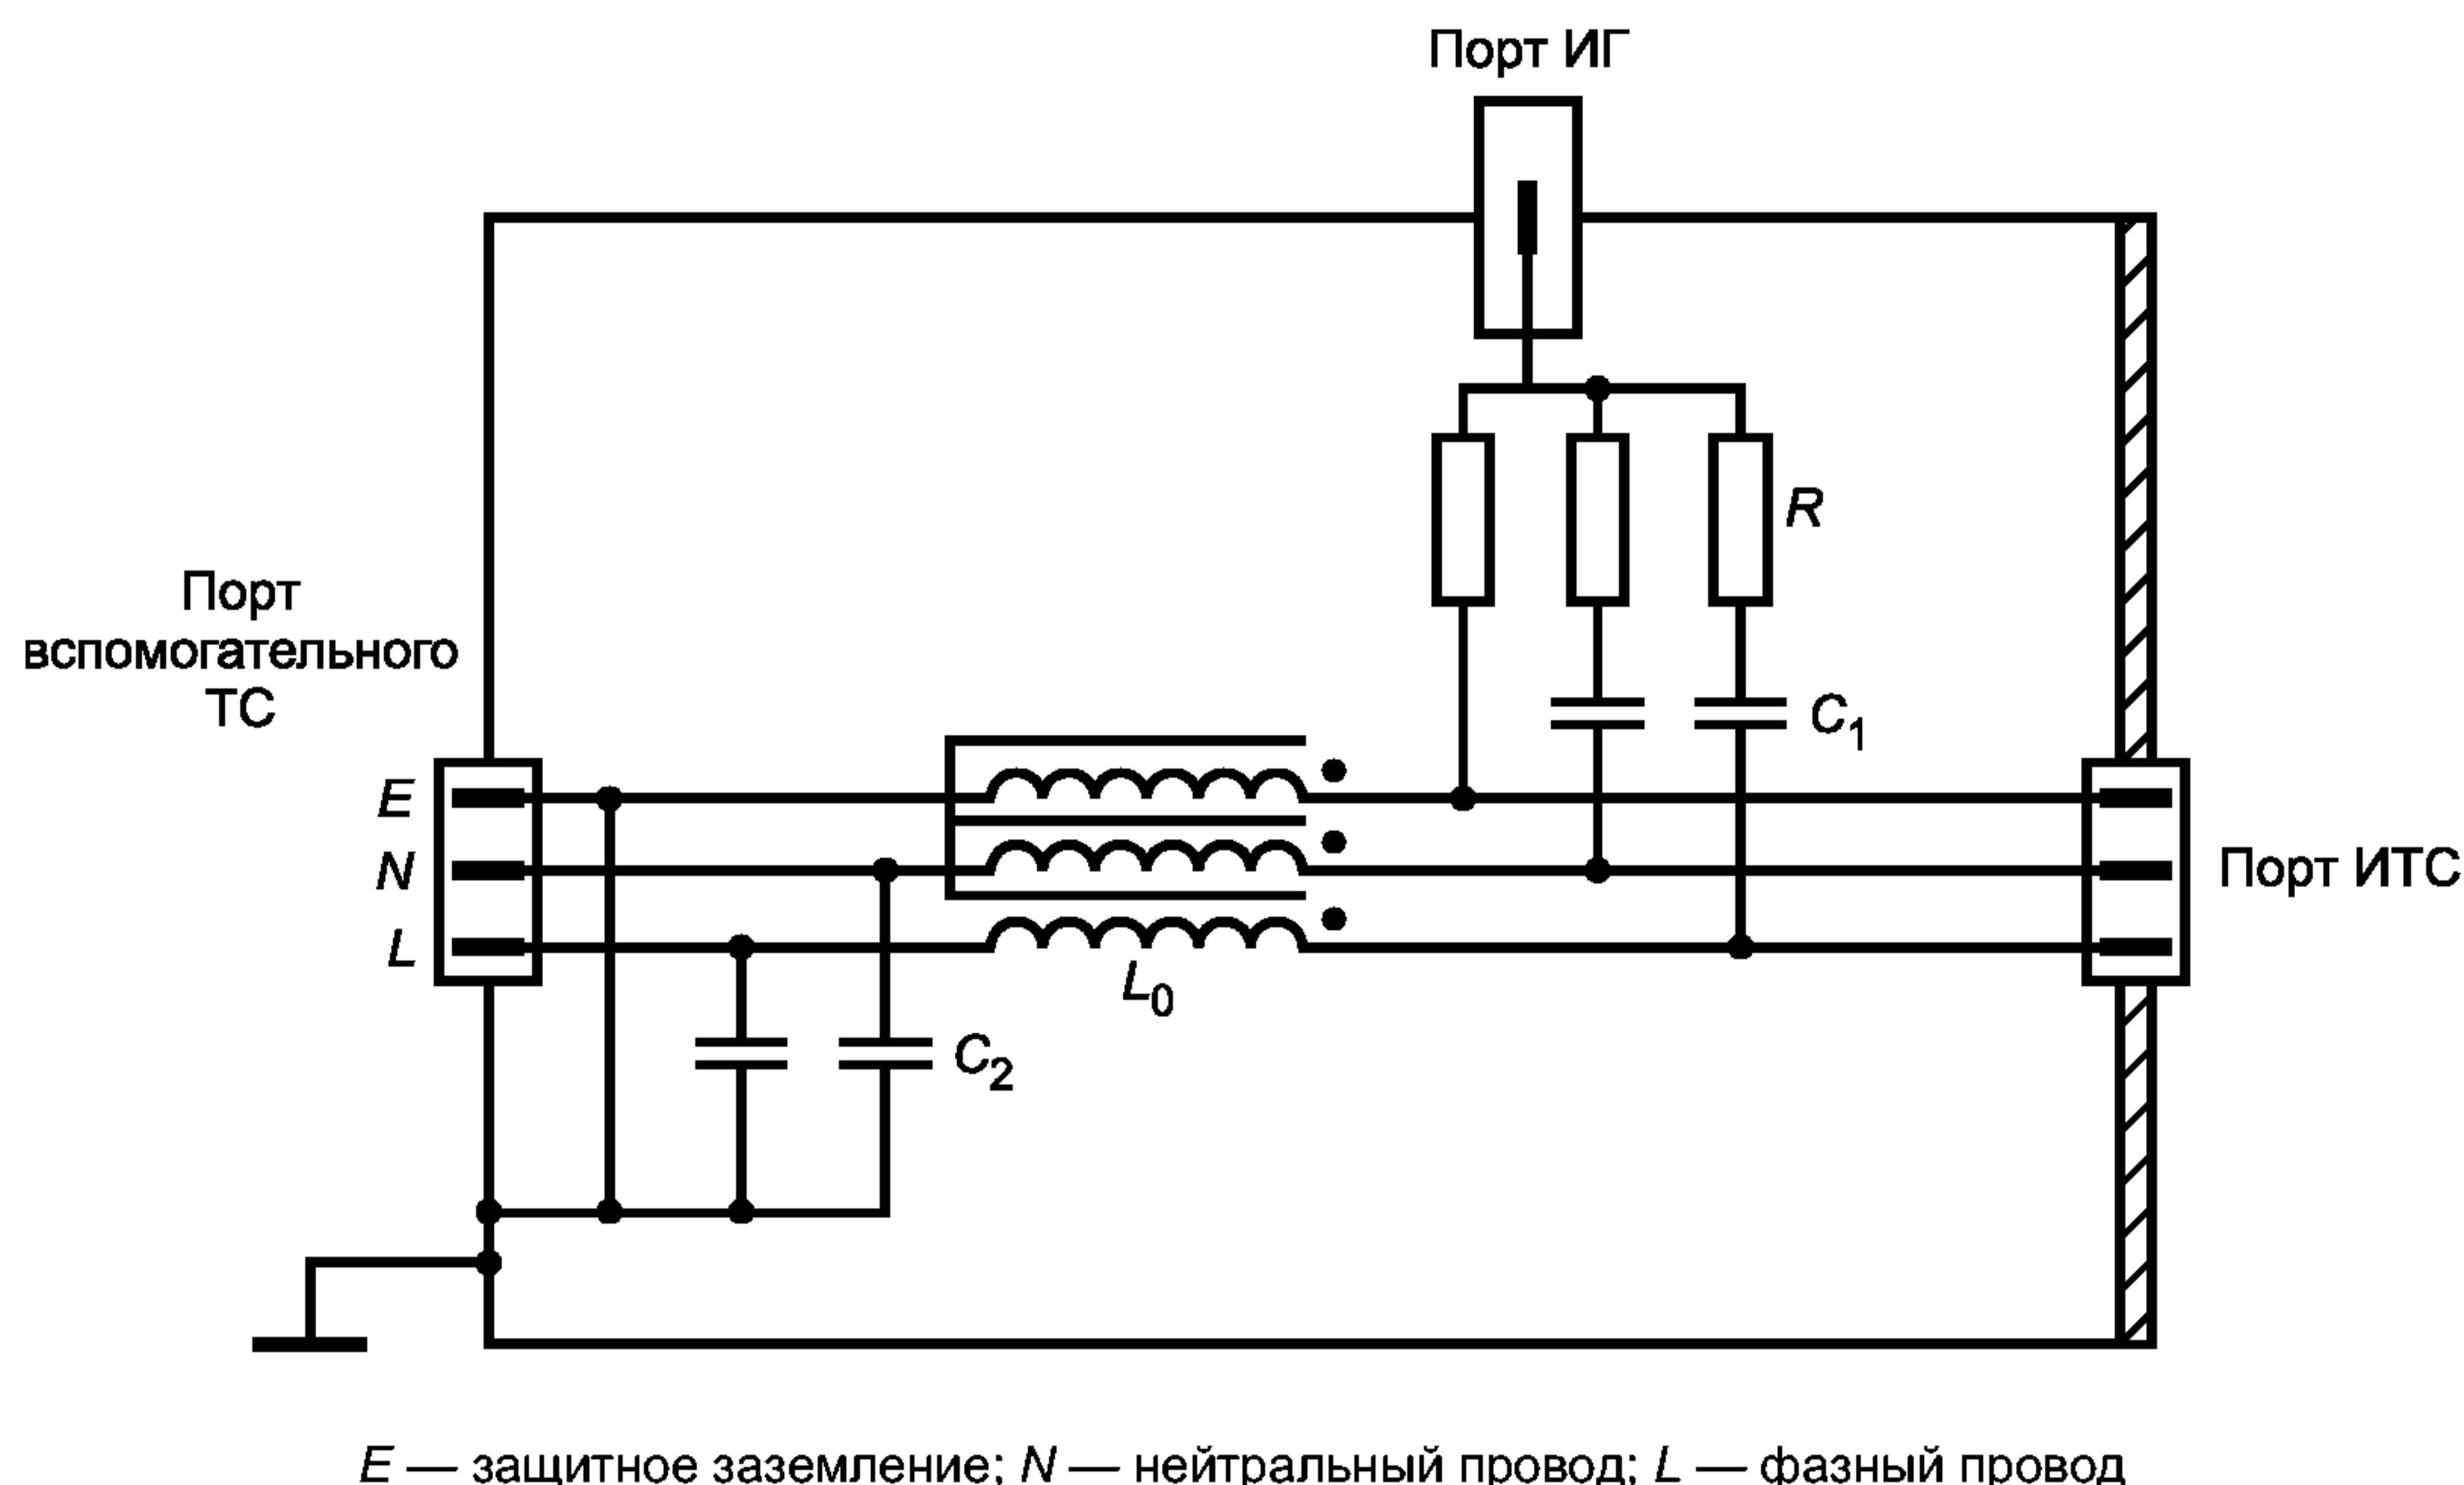 Порт ИГ
R
Порт
вспомогательного
ТС
C1
E
N
Порт ИТС
L
L0
C2
E — защитное заземление; N — нейтральный провод; L — фазный провод